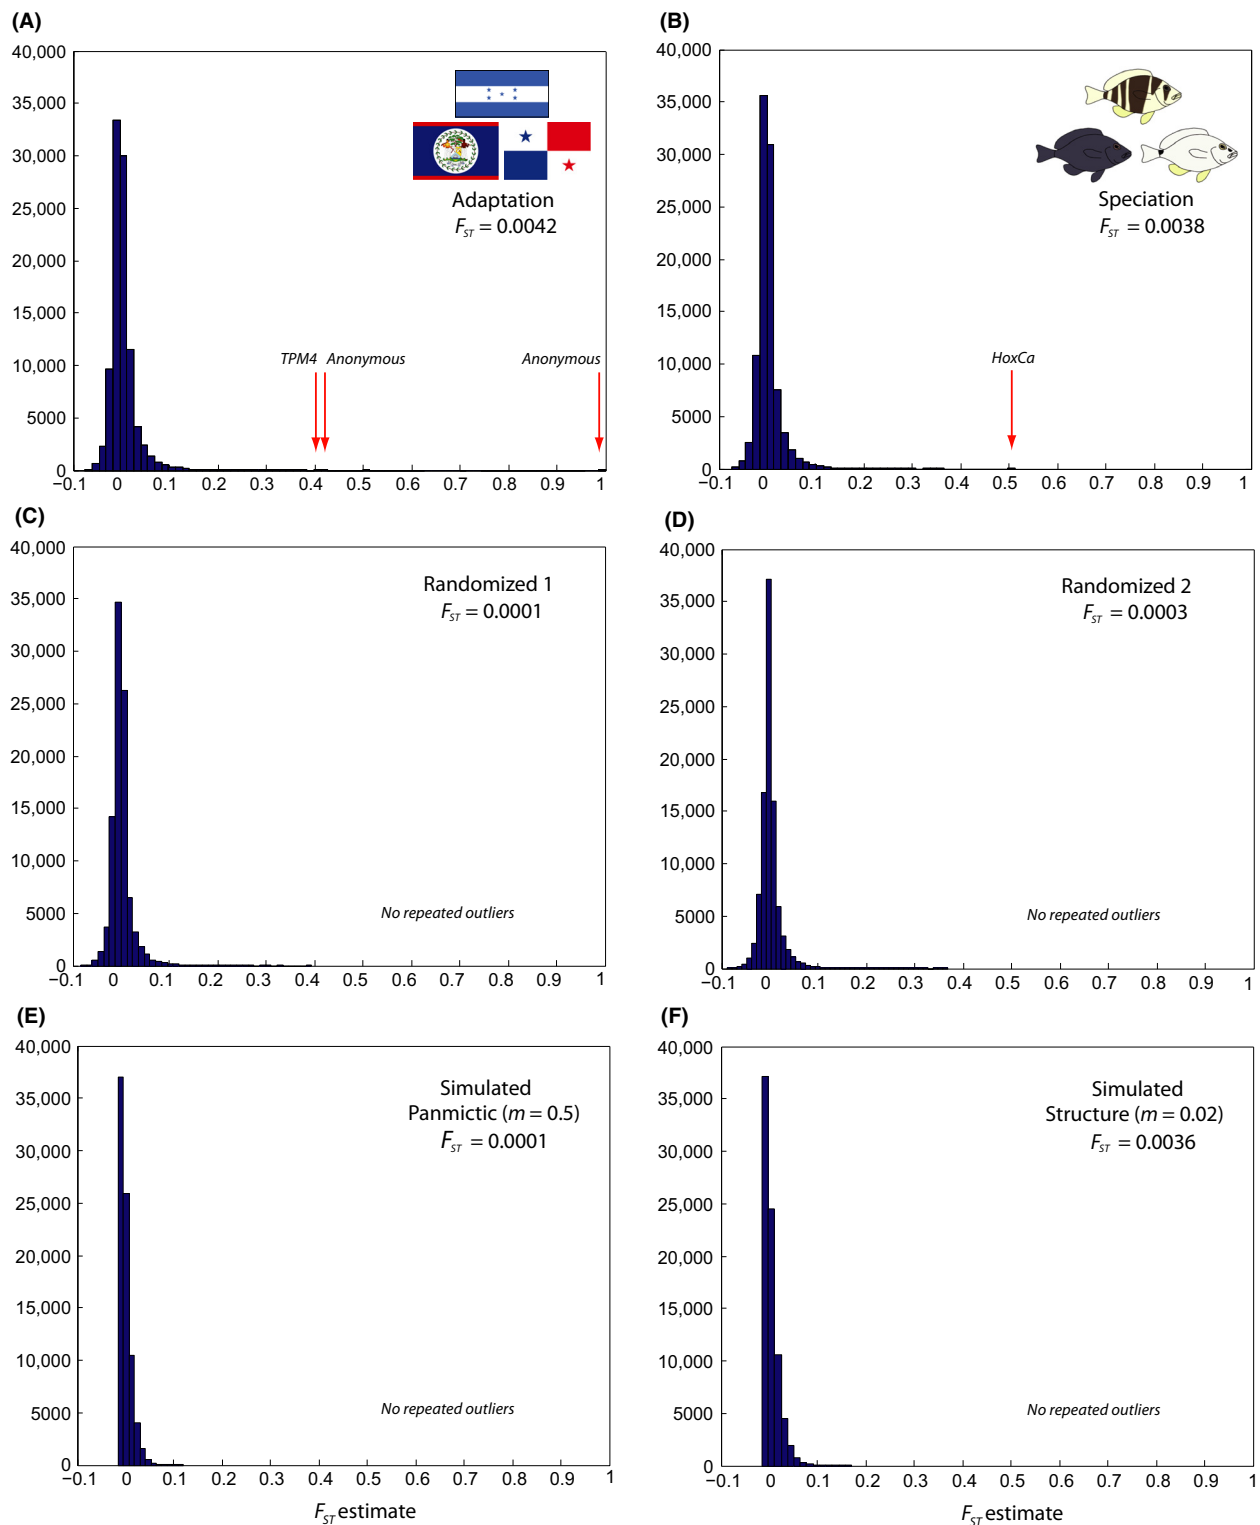 (A)
40,000
35,000
30,000
25,000
20,000
15,000
10,000
5000
0
Adaptation
FST = 0.0042
TPM4 Anonymous Anonymous
−0.1 0 0.1 0.2 0.3 0.4 0.5 0.6 0.7 0.8 0.9 1
(B)
40,000
35,000
30,000
25,000
20,000
15,000
10,000
5000
0
Speciation
FST = 0.0038
HoxCa
−0.1 0 0.1 0.2 0.3 0.4 0.5 0.6 0.7 0.8 0.9 1
(C)
40,000
35,000
30,000
25,000
20,000
15,000
10,000
5000
0
Randomized 1
FST = 0.0001
No repeated outliers
−0.1 0 0.1 0.2 0.3 0.4 0.5 0.6 0.7 0.8 0.9 1
(D)
40,000
35,000
30,000
25,000
20,000
15,000
10,000
5000
0
Randomized 2
FST = 0.0003
No repeated outliers
−0.1 0 0.1 0.2 0.3 0.4 0.5 0.6 0.7 0.8 0.9 1
(E)
40,000
35,000
30,000
25,000
20,000
15,000
10,000
5000
0
Simulated
Panmictic (m = 0.5)
FST = 0.0001
No repeated outliers
−0.1 0 0.1 0.2 0.3 0.4 0.5 0.6 0.7 0.8 0.9 1
FST estimate
(F)
40,000
35,000
30,000
25,000
20,000
15,000
10,000
5000
0
Simulated
Structure (m = 0.02)
FST = 0.0036
No repeated outliers
−0.1 0 0.1 0.2 0.3 0.4 0.5 0.6 0.7 0.8 0.9 1
FST estimate